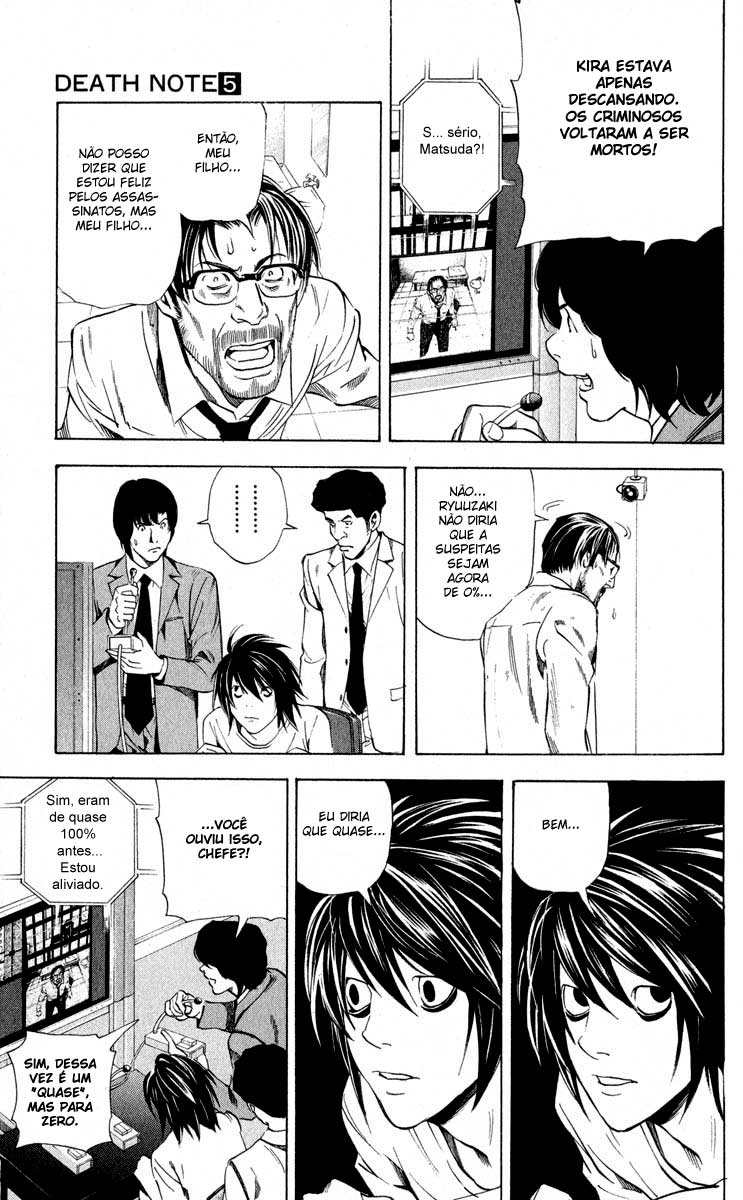 DEATH NOTE 5
KIRA ESTAVA
APENAS
DESCANSANDO.
OS CRIMINOSOS
VOLTARAM A SER
MORTOS!
S... sério,
Matsuda?!
ENTÃO,
MEU
FILHO...
NÃO POSSO
DIZER QUE
ESTOU FELIZ
PELOS ASSAS-
SINATOS, MAS
MEU FILHO...
NÃO...
RYUUZAKI
NÃO DIRIA
QUE A
SUSPEITAS
SEJAM
AGORA
DE 0%...
BEM...
EU DIRIA
QUE QUASE...
...VOCÊ
OUVIU ISSO,
CHEFE?!
Sim, eram
de quase
100%
antes...
Estou
aliviado.
SIM, DESSA
VEZ É UM
"QUASE",
MAS PARA
ZERO.